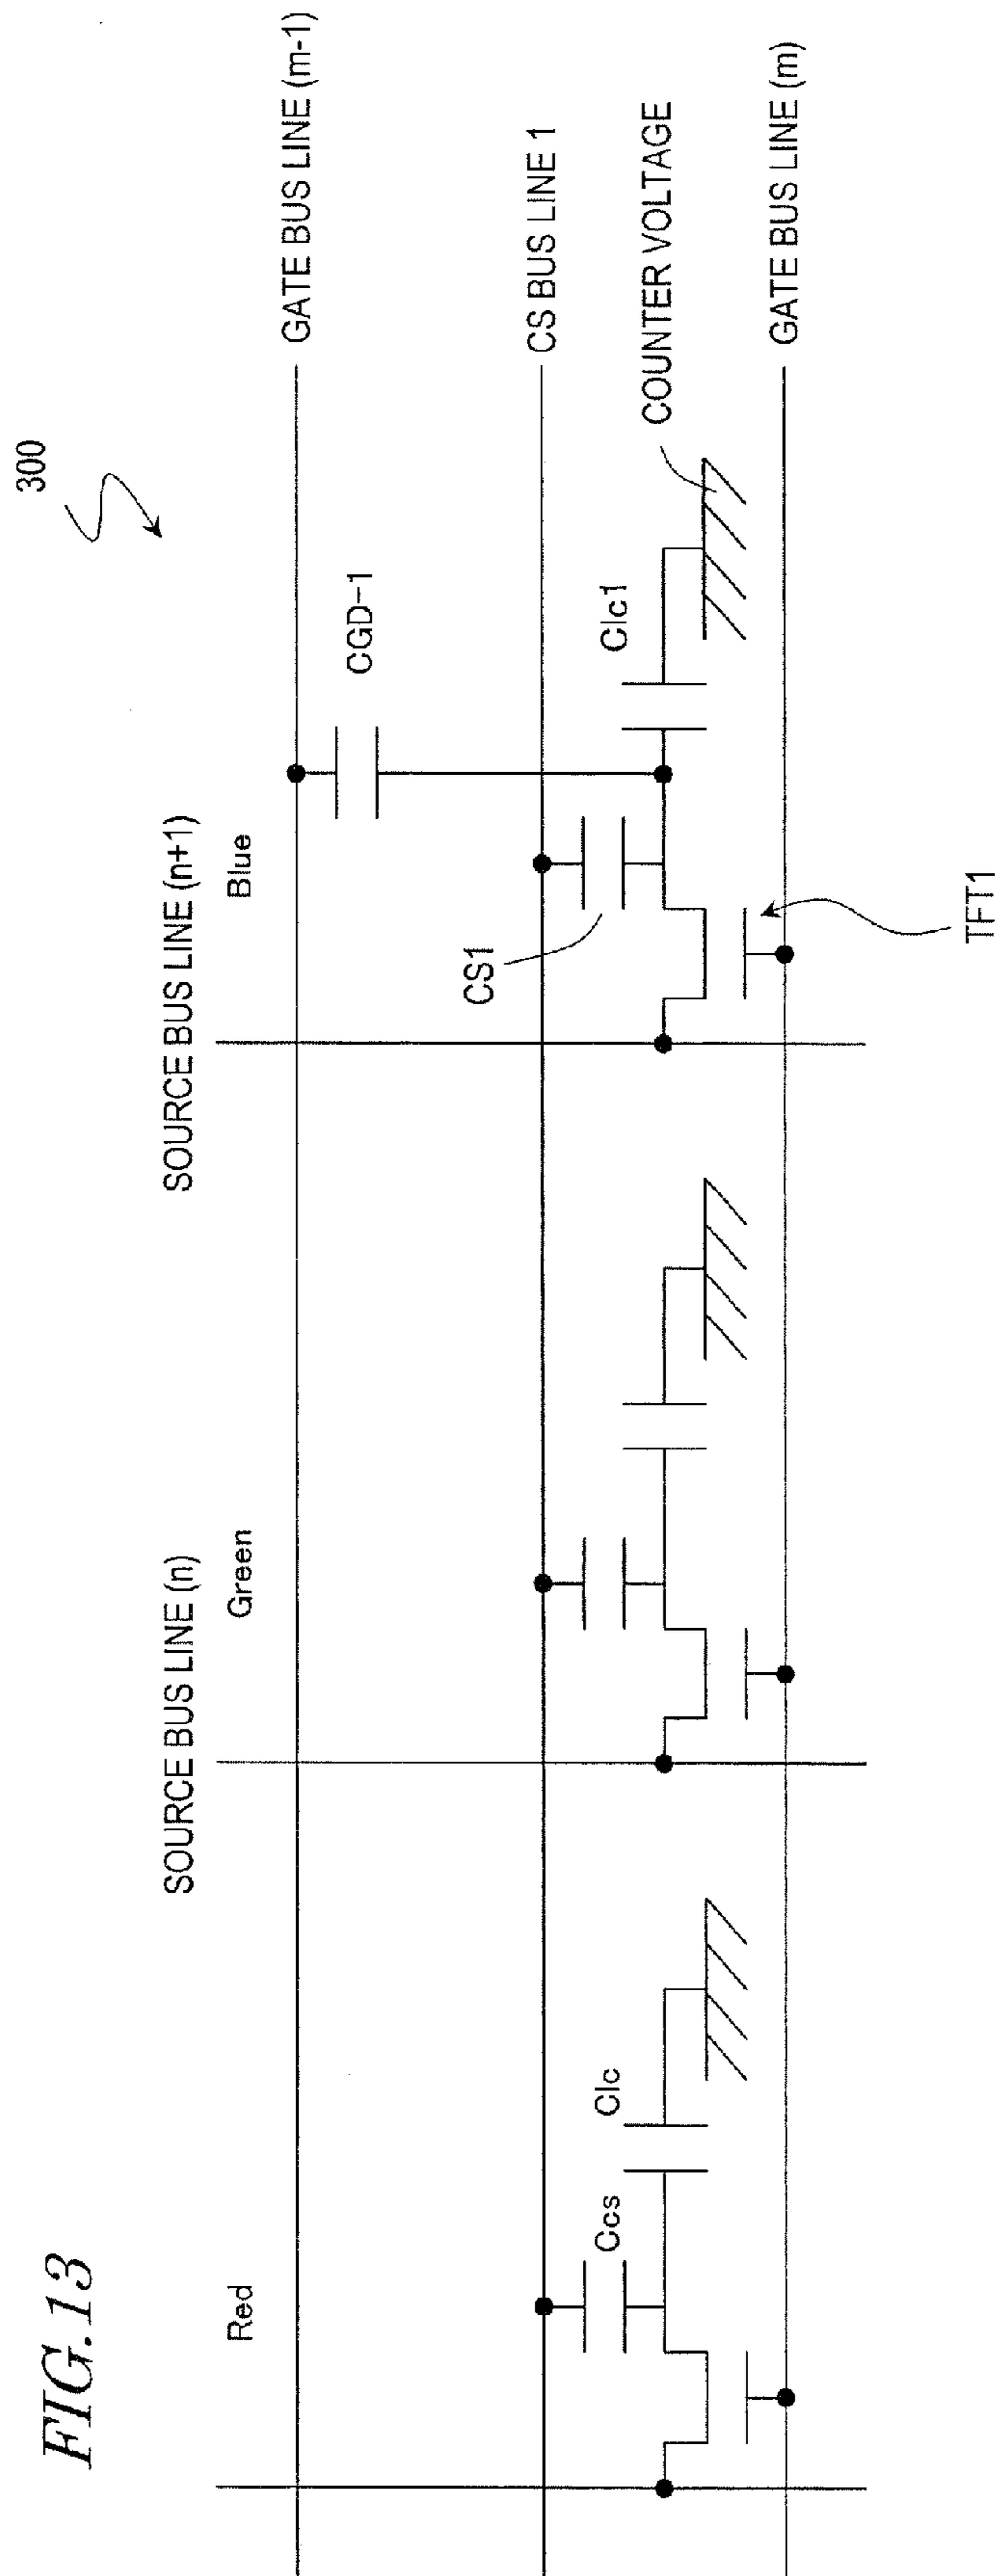 FIG.13
300
SOURCE BUS LINE (n)
SOURCE BUS LINE (n+1)
Red
Green
Blue
GATE BUS LINE (m-1)
CGD-1
CS BUS LINE 1
CS1
Ccs
Clc
Clc1
COUNTER VOLTAGE
GATE BUS LINE (m)
TFT1